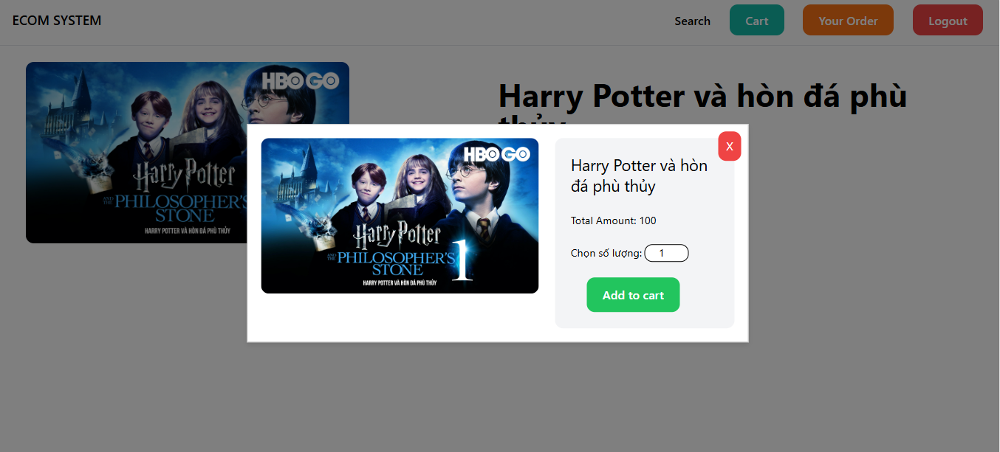 ECOM SYSTEM
Search
Cart
Your Order
Logout
HBO GO
Harry Potter
AND THE PHILOSOPHER'S
STONE
HARRY POTTER VÀ HÒN ĐÁ PHÙ THỦY
Harry Potter và hòn đá phù
thủy
HBO GO
Harry Potter
AND THE PHILOSOPHER'S
STONE
1
HARRY POTTER VÀ HÒN ĐÁ PHÙ THỦY
X
Harry Potter và hòn
đá phù thủy
Total Amount: 100
Chọn số lượng: 1
Add to cart